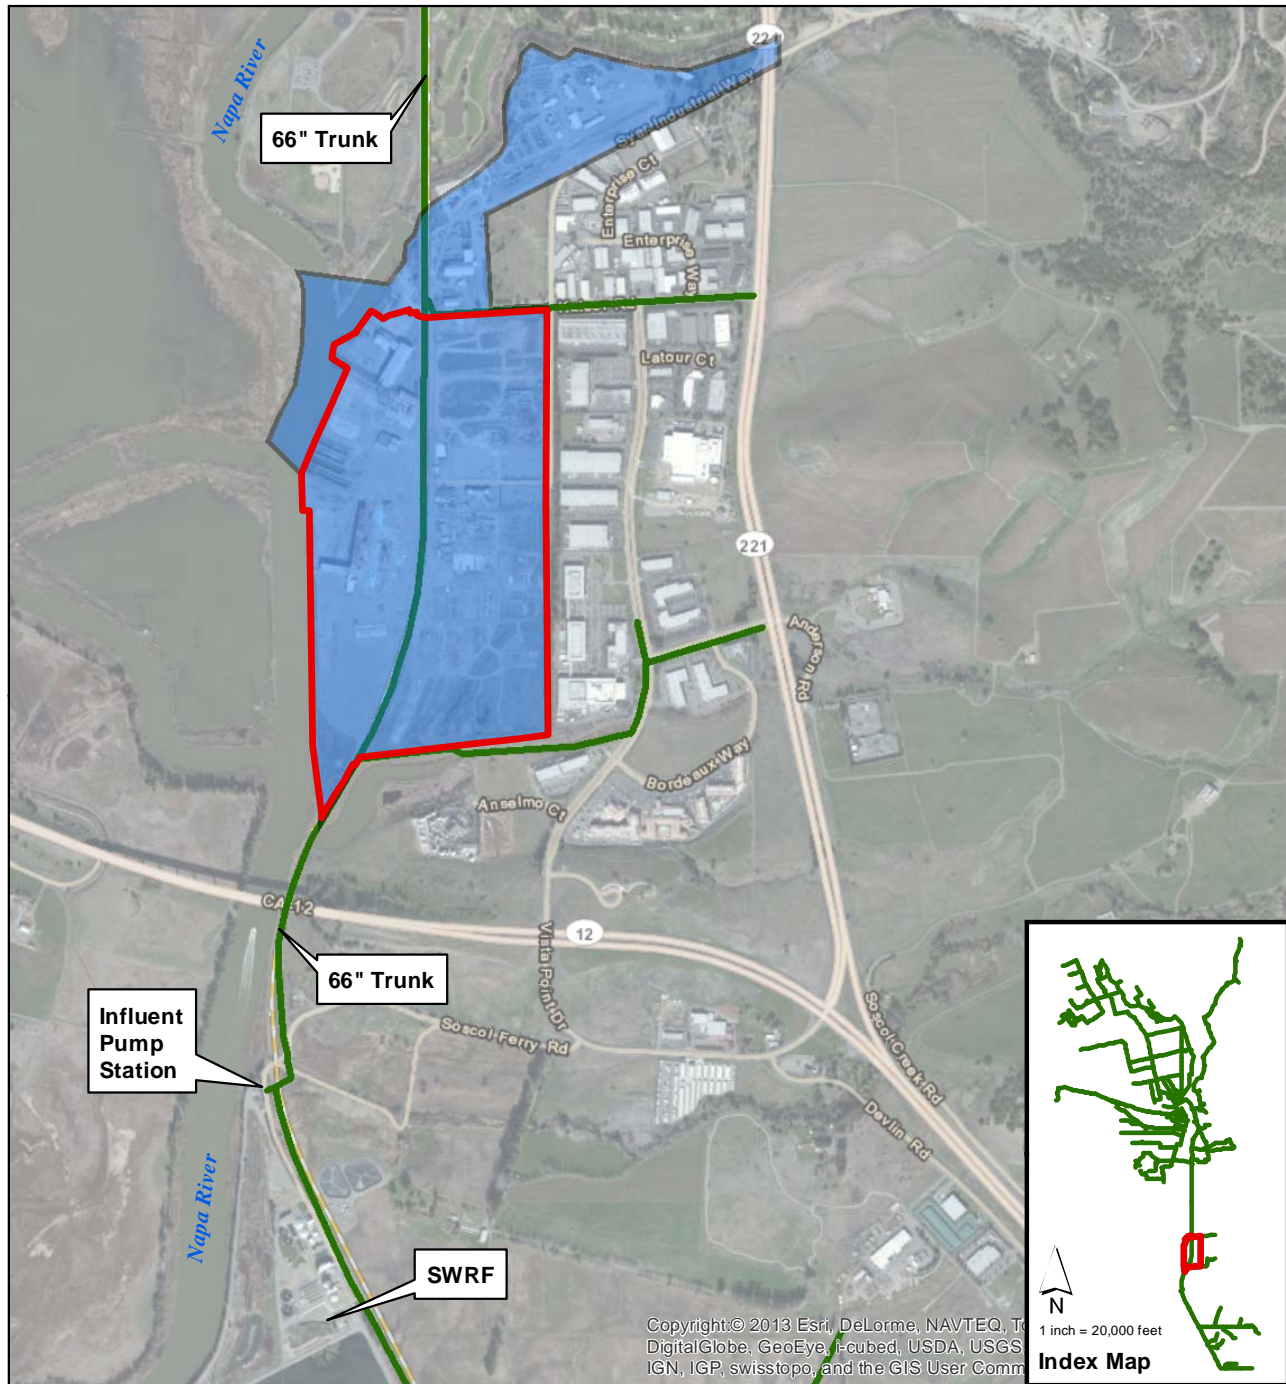 Napa River
221
66" Trunk
Syar Industrial Way
Enterprise Ct
Enterprise Way
Kaiser Rd
Latour Ct
221
Anderson Rd
Bordeaux Way
Anselmo Ct
CA-12
12
66" Trunk
Vista Point Dr
Soscol Ferry Rd
Soscol Creek Rd
Devlin Rd
Influent
Pump
Station
Napa River
SWRF
N
1 inch = 20,000 feet
Index Map
Copyright:© 2013 Esri, DeLorme, NAVTEQ,
DigitalGlobe, GeoEye, i-cubed, USDA, USGS,
IGN, IGP, swisstopo, and the GIS User